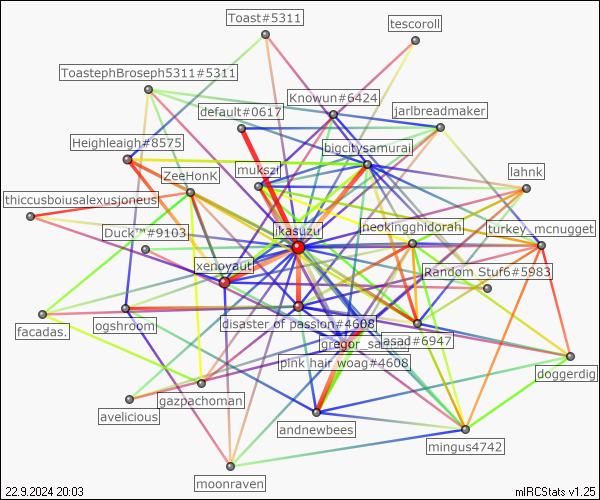 Toast#5311
tescoroll
ToastephBroseph5311#5311
Knowun#6424
default#0617
jarlbreadmaker
Heighleaigh#8575
bigcitysamurai
mukszil
lahnk
ZeeHonK
thiccusboiusalexusjoneus
Duck™#9103
ikasuzu
neokingghidorah
turkey_mcnugget
xenoyaut
Random Stuf6#5983
facadas.
ogshroom
disaster of passion#4608
gregor_sa
asad#6947
pink hair woag#4608
doggerdig
avelicious
gazpachoman
andnewbees
mingus4742
moonraven
22.9.2024 20:03
mIRCStats v1.25